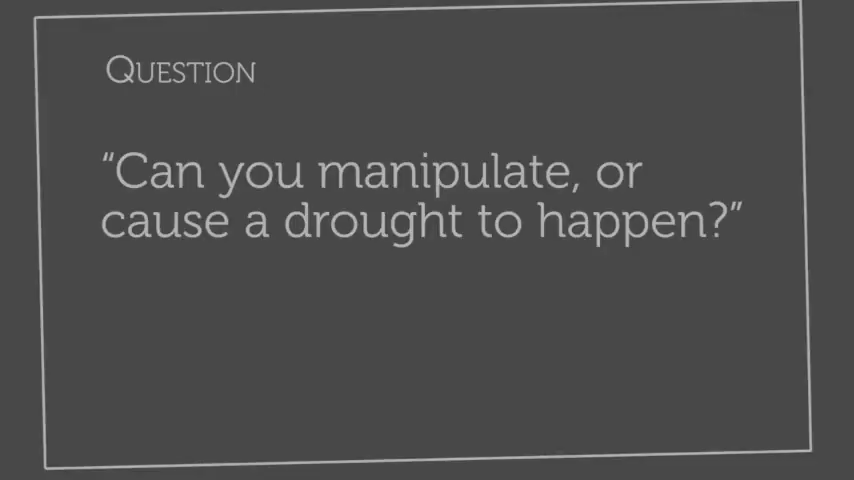 QUESTION
“Can you manipulate, or
cause a drought to happen?”